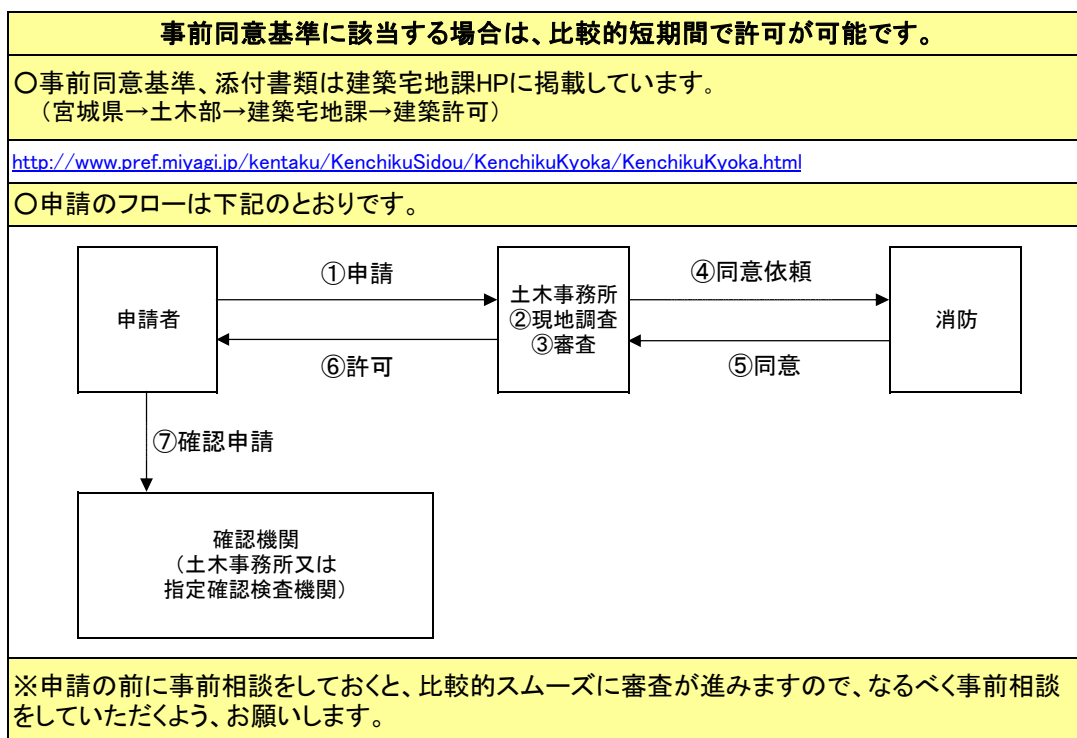 事前同意基準に該当する場合は、比較的短期間で許可が可能です。
○事前同意基準、添付書類は建築宅地課HPに掲載しています。
（宮城県→土木部→建築宅地課→建築許可）
http://www.pref.miyagi.jp/kentaku/KenchikuSidou/KenchikuKyoka/KenchikuKyoka.html
○申請のフローは下記のとおりです。
申請者
①申請
⑥許可
土木事務所
②現地調査
③審査
④同意依頼
⑤同意
消防
⑦確認申請
確認機関
（土木事務所又は
指定確認検査機関）
※申請の前に事前相談をしておくと、比較的スムーズに審査が進みますので、なるべく事前相談
をしていただくよう、お願いします。